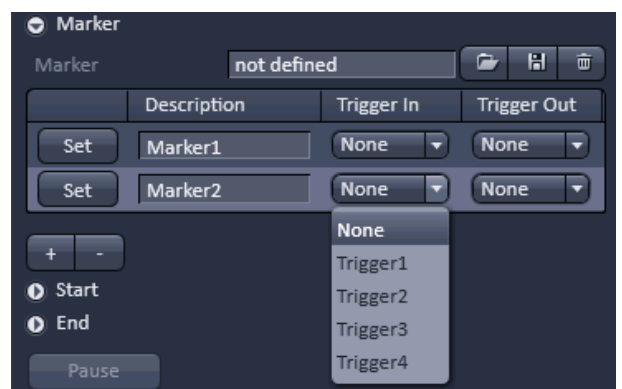 Marker
Marker not defined
Description Trigger In Trigger Out
Set Marker1 None None
Set Marker2 None None
None
+ - Trigger1
Start Trigger2
End Trigger3
Pause Trigger4